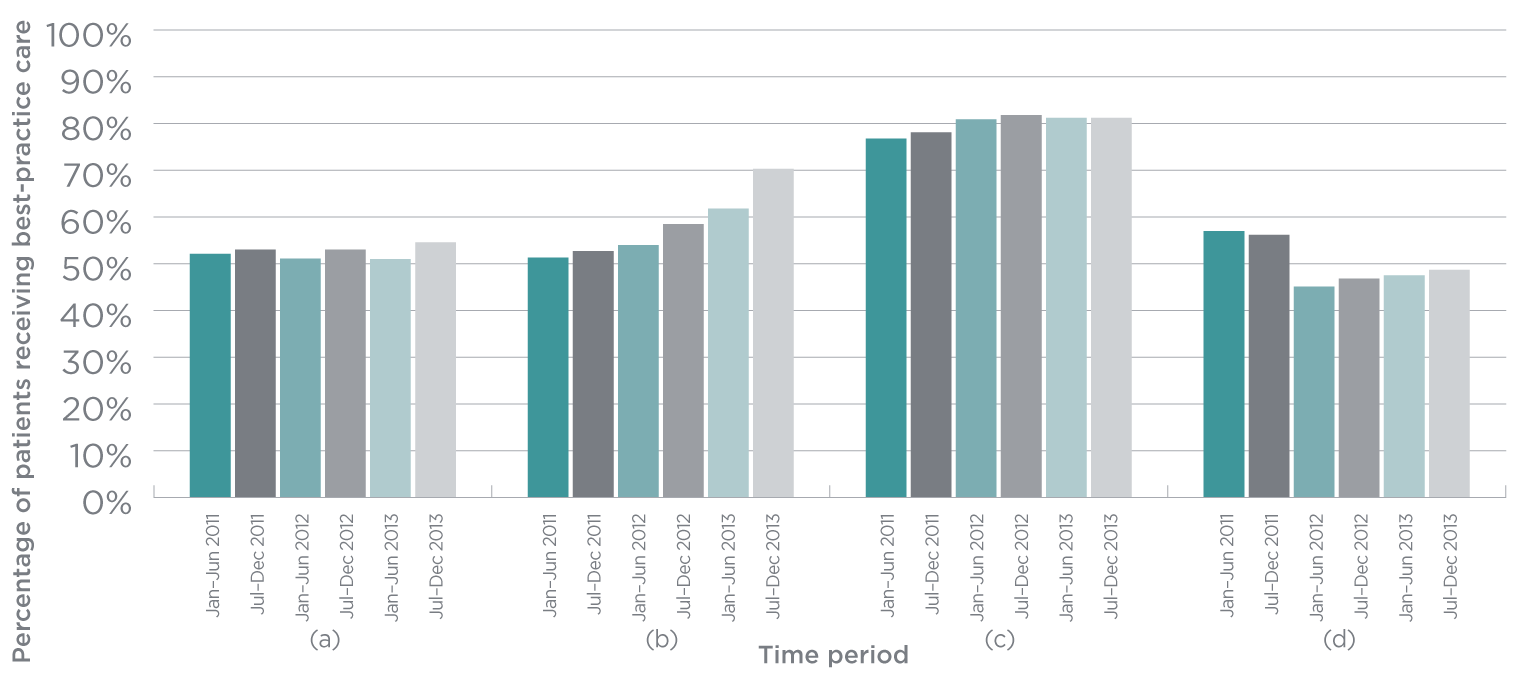 Percentage of patients receiving best-practice care
100%
90%
80%
70%
60%
50%
40%
30%
20%
10%
0%
Jan–Jun 2011
Jul–Dec 2011
Jan–Jun 2012
Jul–Dec 2012
Jan–Jun 2013
Jul–Dec 2013
Jan–Jun 2011
Jul–Dec 2011
Jan–Jun 2012
Jul–Dec 2012
Jan–Jun 2013
Jul–Dec 2013
Jan–Jun 2011
Jul–Dec 2011
Jan–Jun 2012
Jul–Dec 2012
Jan–Jun 2013
Jul–Dec 2013
Jan–Jun 2011
Jul–Dec 2011
Jan–Jun 2012
Jul–Dec 2012
Jan–Jun 2013
Jul–Dec 2013
(a)
(b)
(c)
(d)
Time period